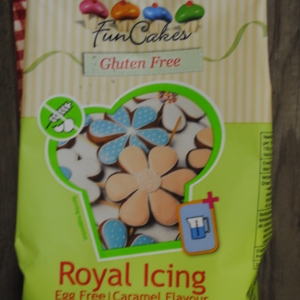 FunCakes
Gluten Free
Royal Icing
Egg Free | Caramel Flavour